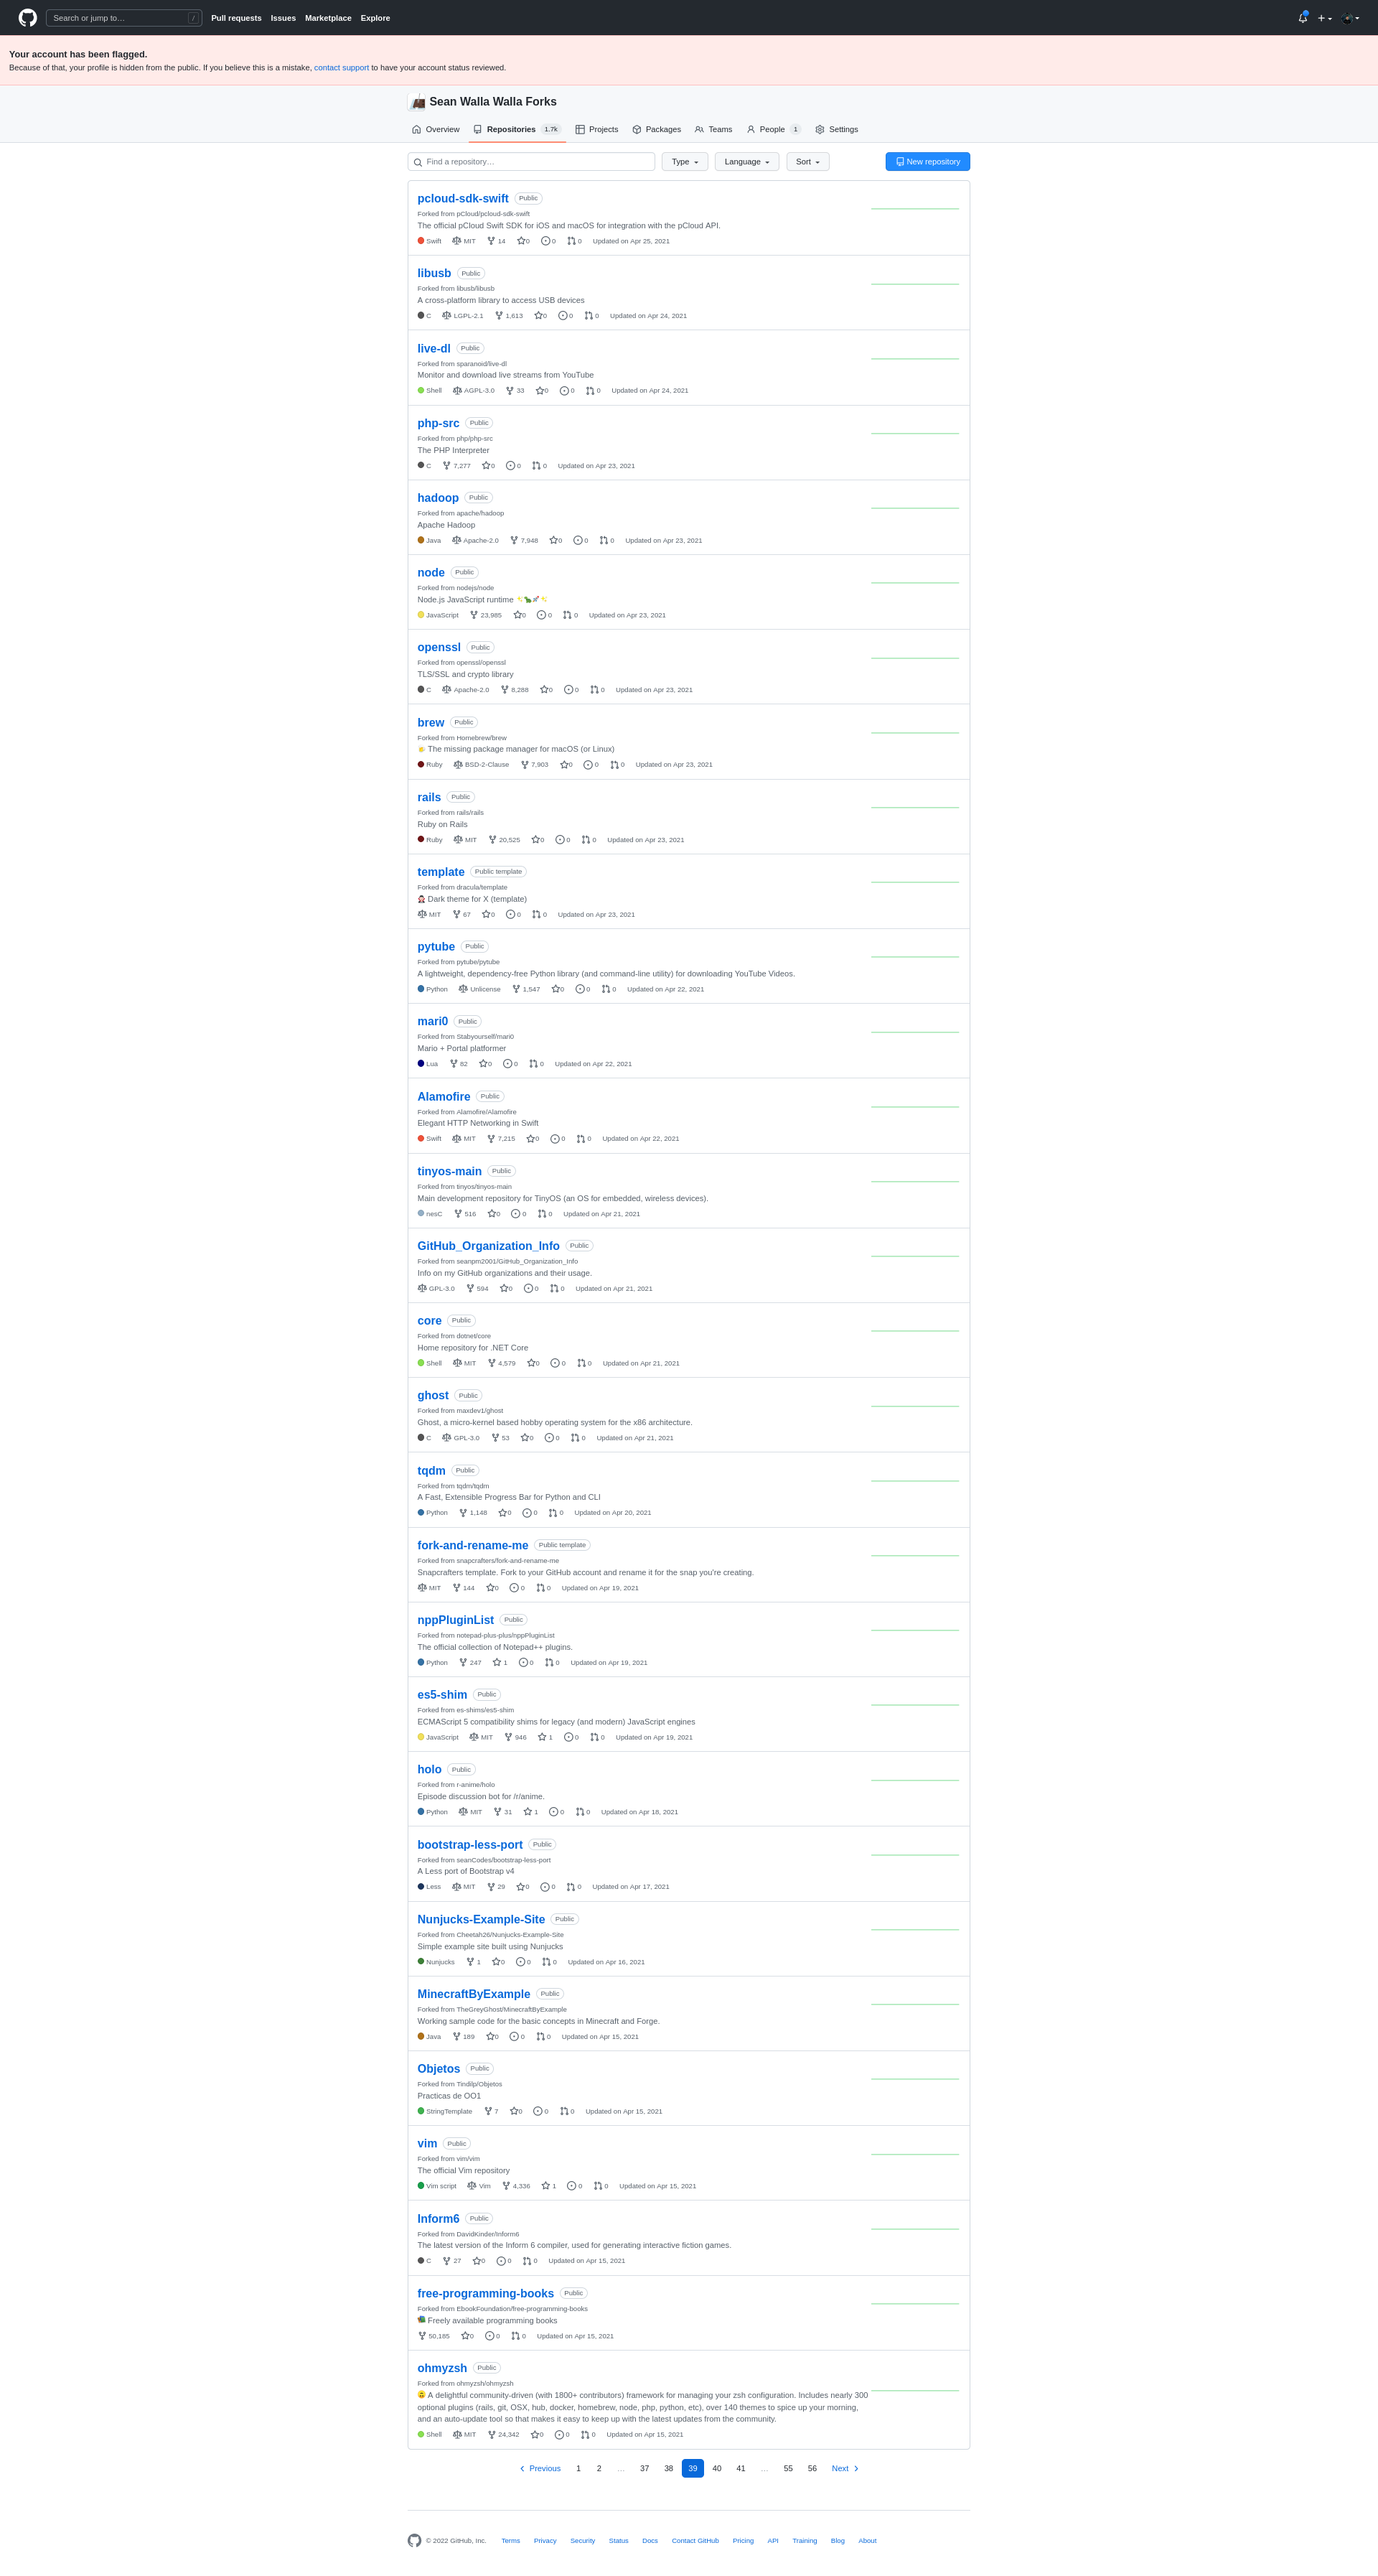 Search or jump to… /
Pull requests Issues Marketplace Explore
Your account has been flagged.
Because of that, your profile is hidden from the public. If you believe this is a mistake, contact support to have your account status reviewed.
Sean Walla Walla Forks
Overview Repositories 1.7k Projects Packages Teams People 1 Settings
Find a repository… Type Language Sort New repository
pcloud-sdk-swift Public
Forked from pCloud/pcloud-sdk-swift
The official pCloud Swift SDK for iOS and macOS for integration with the pCloud API.
Swift MIT 14 0 0 0 Updated on Apr 25, 2021
libusb Public
Forked from libusb/libusb
A cross-platform library to access USB devices
C LGPL-2.1 1,613 0 0 0 Updated on Apr 24, 2021
live-dl Public
Forked from sparanoid/live-dl
Monitor and download live streams from YouTube
Shell AGPL-3.0 33 0 0 0 Updated on Apr 24, 2021
php-src Public
Forked from php/php-src
The PHP Interpreter
C 7,277 0 0 0 Updated on Apr 23, 2021
hadoop Public
Forked from apache/hadoop
Apache Hadoop
Java Apache-2.0 7,948 0 0 0 Updated on Apr 23, 2021
node Public
Forked from nodejs/node
Node.js JavaScript runtime ✨🐢🚀✨
JavaScript 23,985 0 0 0 Updated on Apr 23, 2021
openssl Public
Forked from openssl/openssl
TLS/SSL and crypto library
C Apache-2.0 8,288 0 0 0 Updated on Apr 23, 2021
brew Public
Forked from Homebrew/brew
🍺 The missing package manager for macOS (or Linux)
Ruby BSD-2-Clause 7,903 0 0 0 Updated on Apr 23, 2021
rails Public
Forked from rails/rails
Ruby on Rails
Ruby MIT 20,525 0 0 0 Updated on Apr 23, 2021
template Public template
Forked from dracula/template
🧛🏻 Dark theme for X (template)
MIT 67 0 0 0 Updated on Apr 23, 2021
pytube Public
Forked from pytube/pytube
A lightweight, dependency-free Python library (and command-line utility) for downloading YouTube Videos.
Python Unlicense 1,547 0 0 0 Updated on Apr 22, 2021
mari0 Public
Forked from Stabyourself/mari0
Mario + Portal platformer
Lua 82 0 0 0 Updated on Apr 22, 2021
Alamofire Public
Forked from Alamofire/Alamofire
Elegant HTTP Networking in Swift
Swift MIT 7,215 0 0 0 Updated on Apr 22, 2021
tinyos-main Public
Forked from tinyos/tinyos-main
Main development repository for TinyOS (an OS for embedded, wireless devices).
nesC 516 0 0 0 Updated on Apr 21, 2021
GitHub_Organization_Info Public
Forked from seanpm2001/GitHub_Organization_Info
Info on my GitHub organizations and their usage.
GPL-3.0 594 0 0 0 Updated on Apr 21, 2021
core Public
Forked from dotnet/core
Home repository for .NET Core
Shell MIT 4,579 0 0 0 Updated on Apr 21, 2021
ghost Public
Forked from maxdev1/ghost
Ghost, a micro-kernel based hobby operating system for the x86 architecture.
C GPL-3.0 53 0 0 0 Updated on Apr 21, 2021
tqdm Public
Forked from tqdm/tqdm
A Fast, Extensible Progress Bar for Python and CLI
Python 1,148 0 0 0 Updated on Apr 20, 2021
fork-and-rename-me Public template
Forked from snapcrafters/fork-and-rename-me
Snapcrafters template. Fork to your GitHub account and rename it for the snap you're creating.
MIT 144 0 0 0 Updated on Apr 19, 2021
nppPluginList Public
Forked from notepad-plus-plus/nppPluginList
The official collection of Notepad++ plugins.
Python 247 1 0 0 Updated on Apr 19, 2021
es5-shim Public
Forked from es-shims/es5-shim
ECMAScript 5 compatibility shims for legacy (and modern) JavaScript engines
JavaScript MIT 946 1 0 0 Updated on Apr 19, 2021
holo Public
Forked from r-anime/holo
Episode discussion bot for /r/anime.
Python MIT 31 1 0 0 Updated on Apr 18, 2021
bootstrap-less-port Public
Forked from seanCodes/bootstrap-less-port
A Less port of Bootstrap v4
Less MIT 29 0 0 0 Updated on Apr 17, 2021
Nunjucks-Example-Site Public
Forked from Cheetah26/Nunjucks-Example-Site
Simple example site built using Nunjucks
Nunjucks 1 0 0 0 Updated on Apr 16, 2021
MinecraftByExample Public
Forked from TheGreyGhost/MinecraftByExample
Working sample code for the basic concepts in Minecraft and Forge.
Java 189 0 0 0 Updated on Apr 15, 2021
Objetos Public
Forked from Tindilp/Objetos
Practicas de OO1
StringTemplate 7 0 0 0 Updated on Apr 15, 2021
vim Public
Forked from vim/vim
The official Vim repository
Vim script Vim 4,336 1 0 0 Updated on Apr 15, 2021
Inform6 Public
Forked from DavidKinder/Inform6
The latest version of the Inform 6 compiler, used for generating interactive fiction games.
C 27 0 0 0 Updated on Apr 15, 2021
free-programming-books Public
Forked from EbookFoundation/free-programming-books
📚 Freely available programming books
50,185 0 0 0 Updated on Apr 15, 2021
ohmyzsh Public
Forked from ohmyzsh/ohmyzsh
🙃 A delightful community-driven (with 1800+ contributors) framework for managing your zsh configuration. Includes nearly 300
optional plugins (rails, git, OSX, hub, docker, homebrew, node, php, python, etc), over 140 themes to spice up your morning,
and an auto-update tool so that makes it easy to keep up with the latest updates from the community.
Shell MIT 24,342 0 0 0 Updated on Apr 15, 2021
Previous 1 2 … 37 38 39 40 41 … 55 56 Next
© 2022 GitHub, Inc. Terms Privacy Security Status Docs Contact GitHub Pricing API Training Blog About